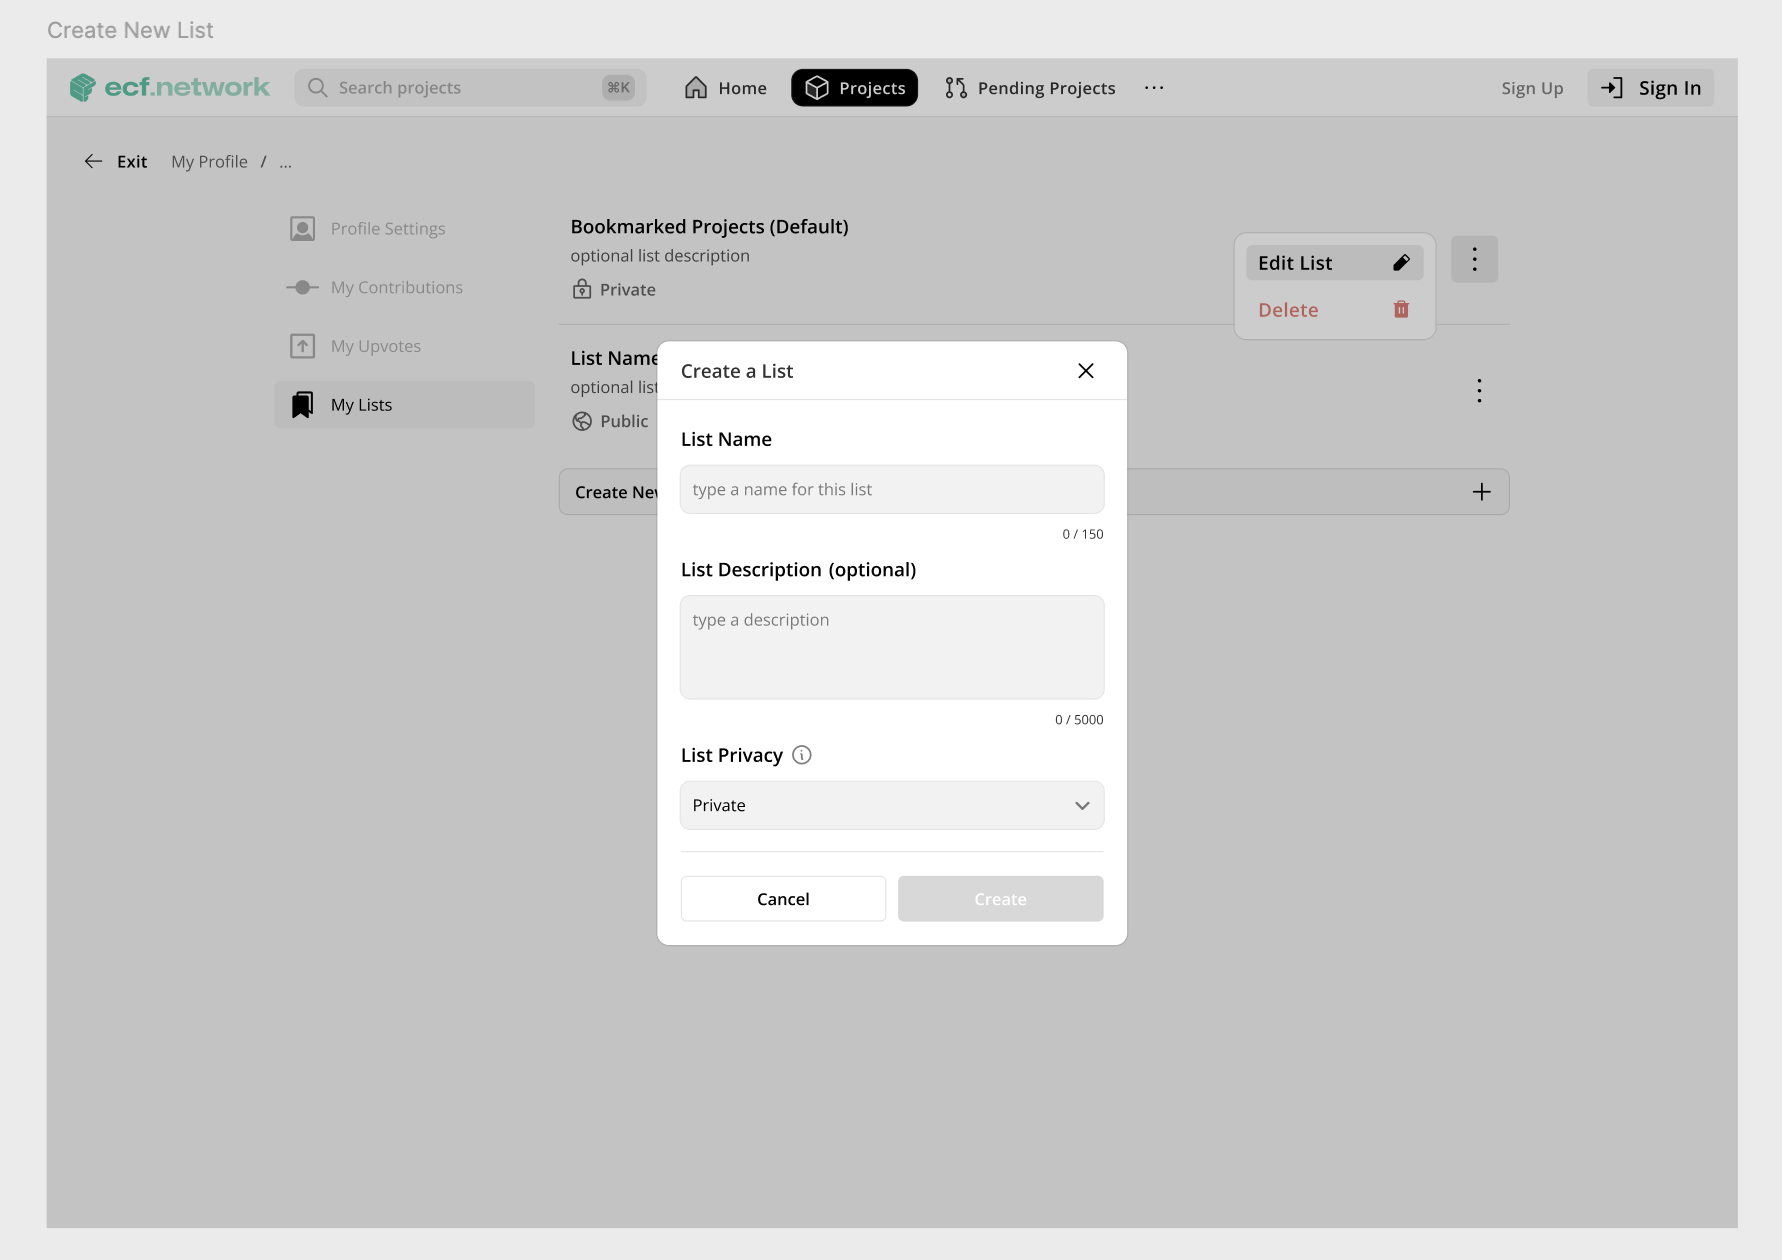 Create New List
ecf.network
Search projects
⌘K
Home
Projects
Pending Projects
...
Sign Up
Sign In
Exit
My Profile / ...
Profile Settings
My Contributions
My Upvotes
My Lists
Bookmarked Projects (Default)
optional list description
Private
Edit List
Delete
List Name
optional list
Public
Create New
Create a List
List Name
type a name for this list
0 / 150
List Description (optional)
type a description
0 / 5000
List Privacy
Private
Cancel
Create